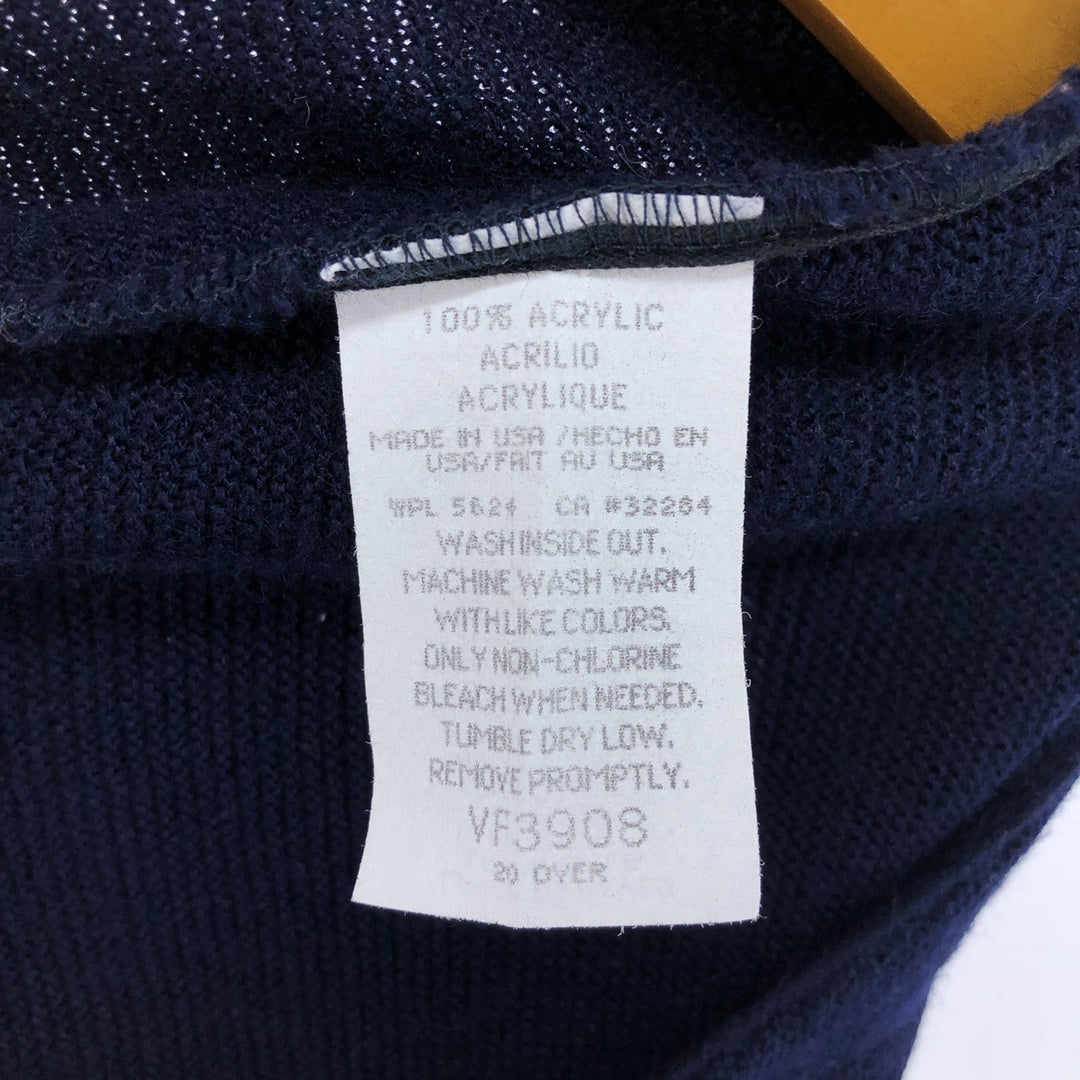 100% ACRYLIC
ACRILIO
ACRYLIQUE
MADE IN USA /HECHO EN
USA/FAIT AU USA
WPL 5624 CA #32284
WASH INSIDE OUT.
MACHINE WASH WARM
WITH LIKE COLORS.
ONLY NON-CHLORINE
BLEACH WHEN NEEDED.
TUMBLE DRY LOW.
REMOVE PROMPTLY.
VF3908
20 OVER